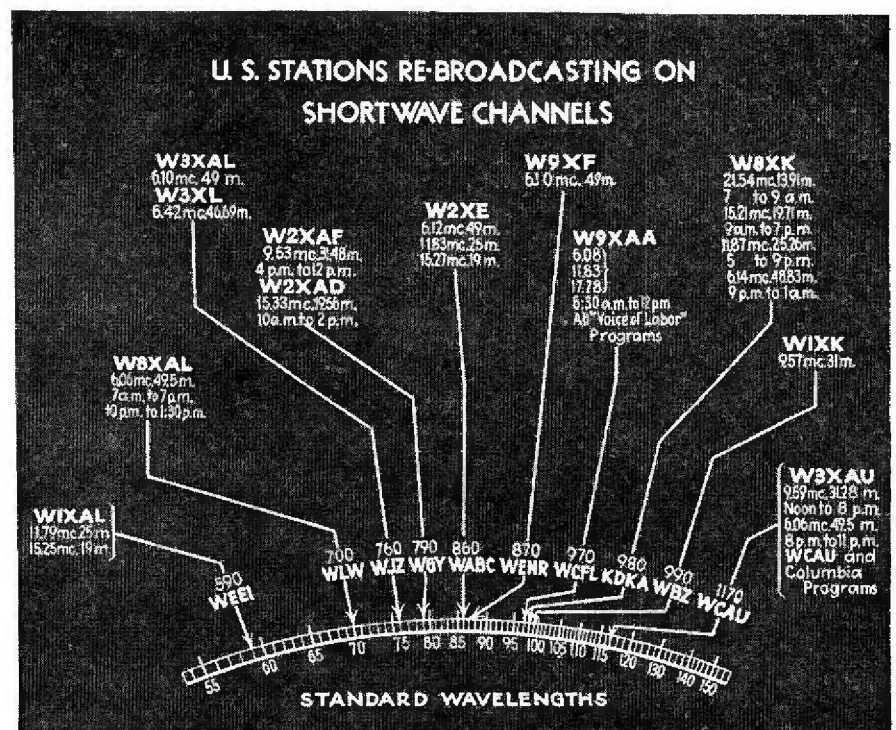 U. S. STATIONS RE-BROADCASTING ON
SHORTWAVE CHANNELS
W3XAL
6.10 mc. 49 m.
W3XL
6.42 mc. 46.69 m.
W2XAF
9.53 mc. 31.48 m.
4 p.m. to 12 p.m.
W2XAD
15.33 mc. 19.56 m.
10 a.m. to 2 p.m.
W2XE
6.12 mc. 49 m.
11.83 mc. 25 m.
15.27 mc. 19 m.
W9XF
6.10 mc. 49 m.
W9XAA
6.08
11.83
17.78
6:30 a.m. to 12 p.m
All "Voice of Labor"
Programs
W8XK
21.54 mc. 13.91 m.
7 to 9 a.m.
15.21 mc. 19.71 m.
9 a.m. to 7 p.m.
11.87 mc. 25.26 m.
5 to 9 p.m.
6.14 mc. 48.83 m.
9 p.m. to 1 a.m.
W1XK
9.57 mc. 31 m.
W8XAL
6.06 mc. 49.5 m.
7 a.m. to 7 p.m.
10 p.m. to 1:30 p.m.
W1XAL
11.79 mc. 25 m
15.25 mc. 19 m.
W3XAU
9.59 mc. 31.28 m.
Noon to 8 p.m.
6.06 mc. 49.5 m.
8 p.m. to 11 p.m.
WCAU and
Columbia
Programs
590 700 760 790 860 870 970 980 990 1170
WEEI WLW WJZ WGY WABC WENR WCFL KDKA WBZ WCAU
55 60 65 70 75 80 85 90 95 100 105 110 115 120 130 140 150
STANDARD WAVELENGTHS